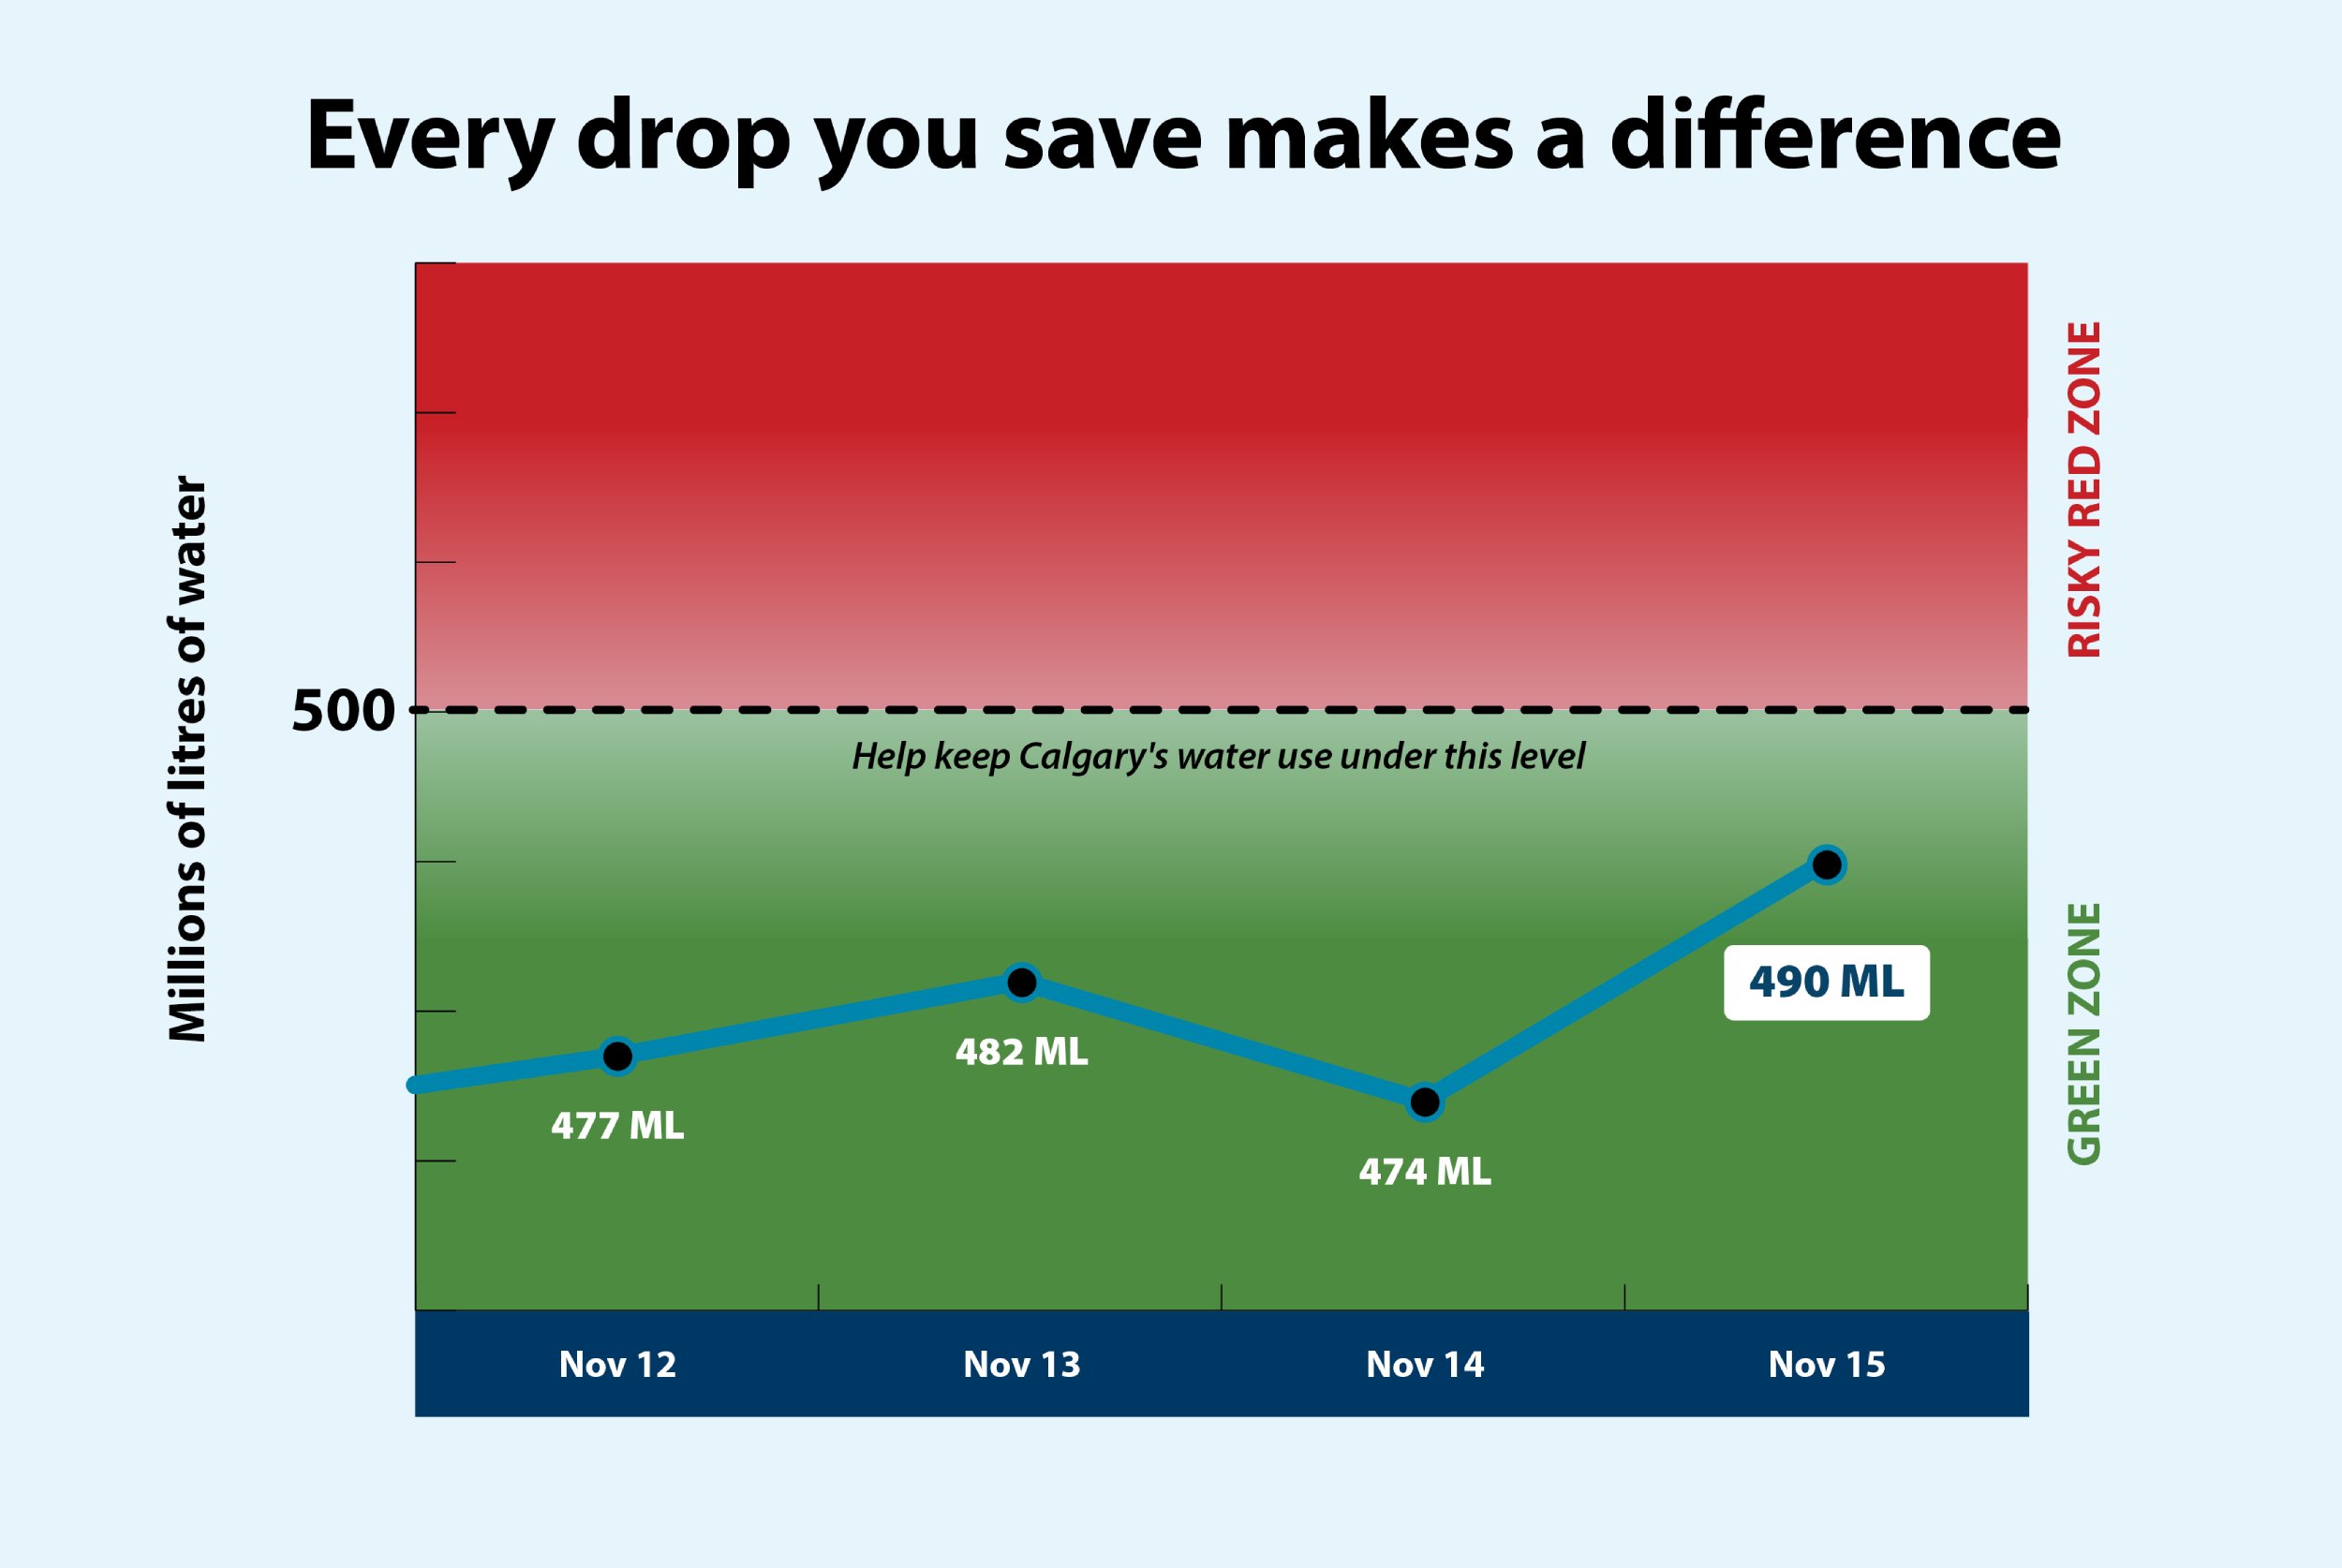 Every drop you save makes a difference
Millions of litres of water
RISKY RED ZONE
500
Help keep Calgary's water use under this level
GREEN ZONE
490 ML
482 ML
477 ML
474 ML
Nov 12
Nov 13
Nov 14
Nov 15